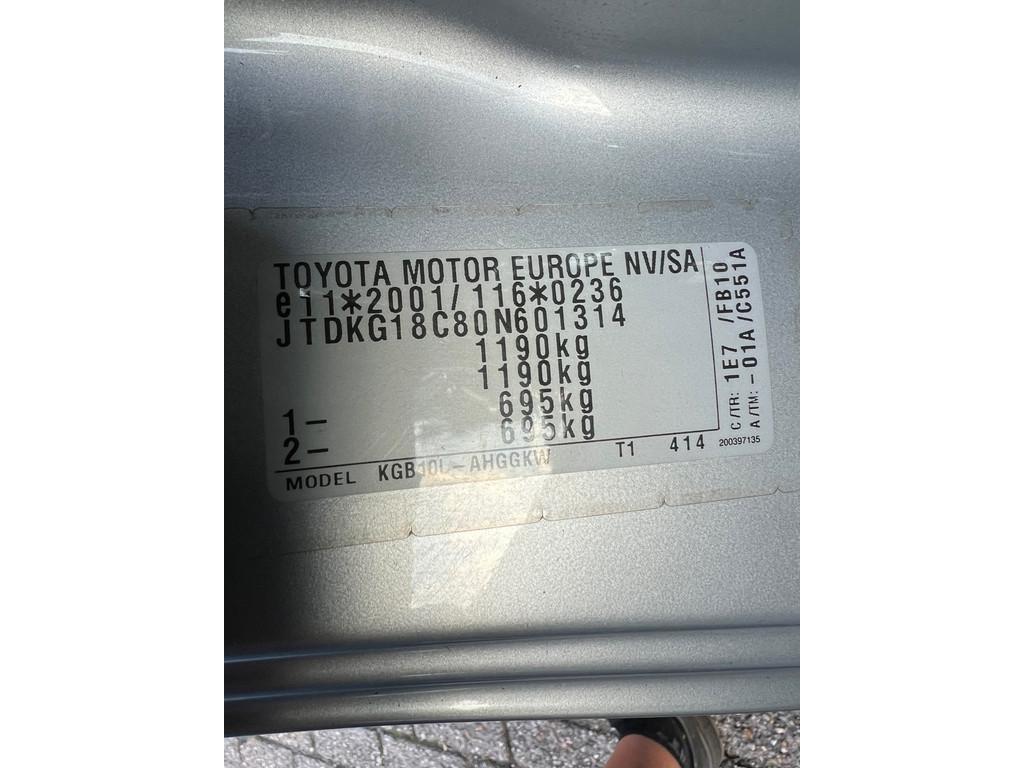 TOYOTA MOTOR EUROPE NV/SA
e11*2001/116*0236
JTDKG18C80N601314
1190kg
1190kg
1- 695kg
2- 695kg
MODEL KGB10L-AHGGKW T1 414
C/TR: 1E7 /FB10
A/TM: -01A /C551A
200397135